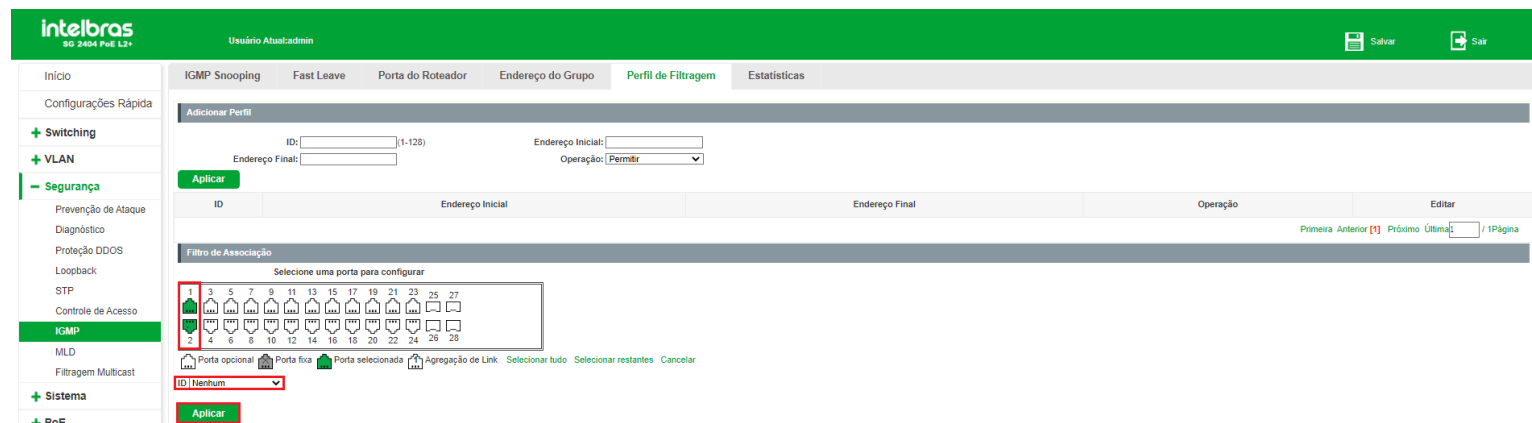 intelbras
SG 2404 PoE L2+
Usuário Atual:admin
Salvar
Sair
Início
Configurações Rápida
Switching
VLAN
Segurança
Prevenção de Ataque
Diagnóstico
Proteção DDOS
Loopback
STP
Controle de Acesso
IGMP
MLD
Filtragem Multicast
Sistema
PoE
IGMP Snooping Fast Leave Porta do Roteador Endereço do Grupo Perfil de Filtragem Estatísticas
Adicionar Perfil
ID: (1-128) Endereço Inicial:
Endereço Final: Operação: Permitir
Aplicar
ID Endereço Inicial Endereço Final Operação Editar
Primeira Anterior [1] Próximo Última 1 / 1Página
Filtro de Associação
Selecione uma porta para configurar
1 3 5 7 9 11 13 15 17 19 21 23 25 27
2 4 6 8 10 12 14 16 18 20 22 24 26 28
Porta opcional Porta fixa Porta selecionada 1 Agregação de Link Selecionar tudo Selecionar restantes Cancelar
ID Nenhum
Aplicar